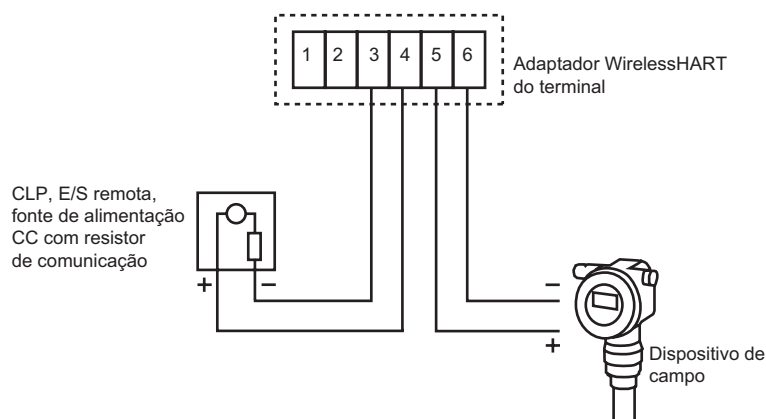 1 2 3 4 5 6
Adaptador WirelessHART
do terminal
CLP, E/S remota,
fonte de alimentação
CC com resistor
de comunicação
+ –
–
+
Dispositivo de
campo